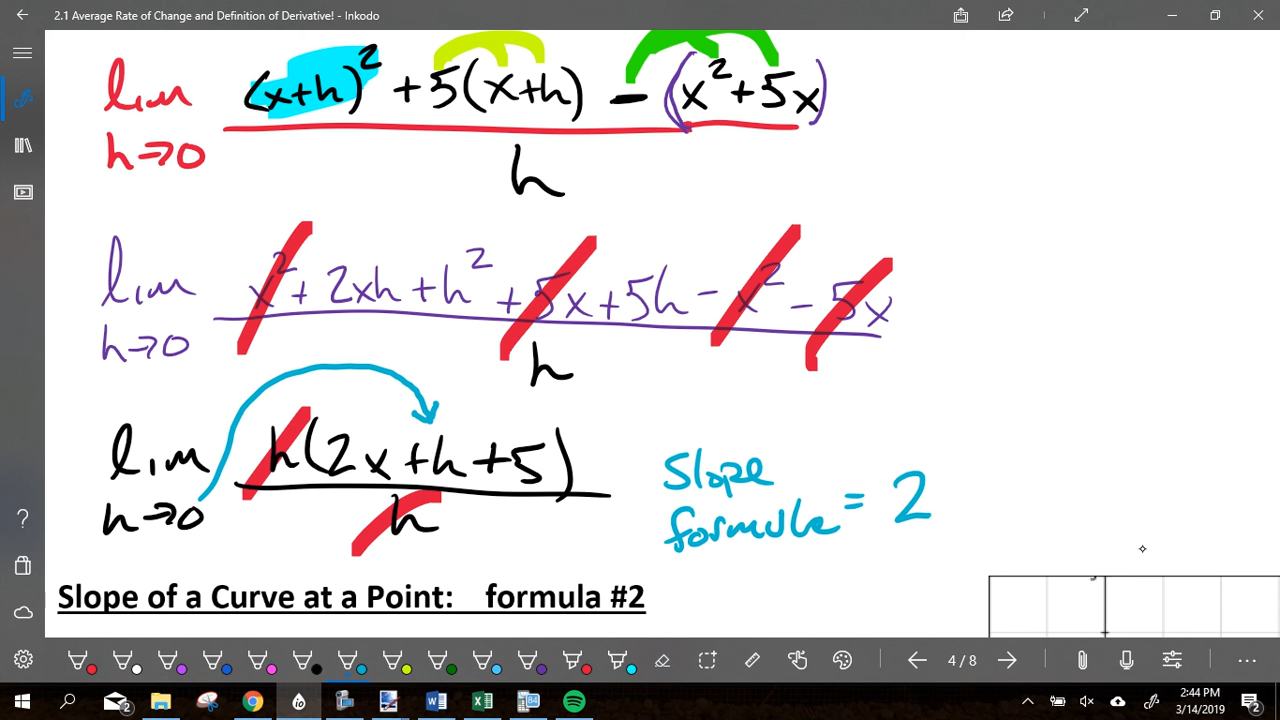 2.1 Average Rate of Change and Definition of Derivative! - Inkodo
lim (x+h)² + 5(x+h) - (x²+5x)
h→0 h
lim x² + 2xh + h² + 5x + 5h - x² - 5x
h→0 h
lim h(2x+h+5)
h→0 h
Slope
formula = 2
Slope of a Curve at a Point: formula #2
4 / 8
2:44 PM
3/14/2019